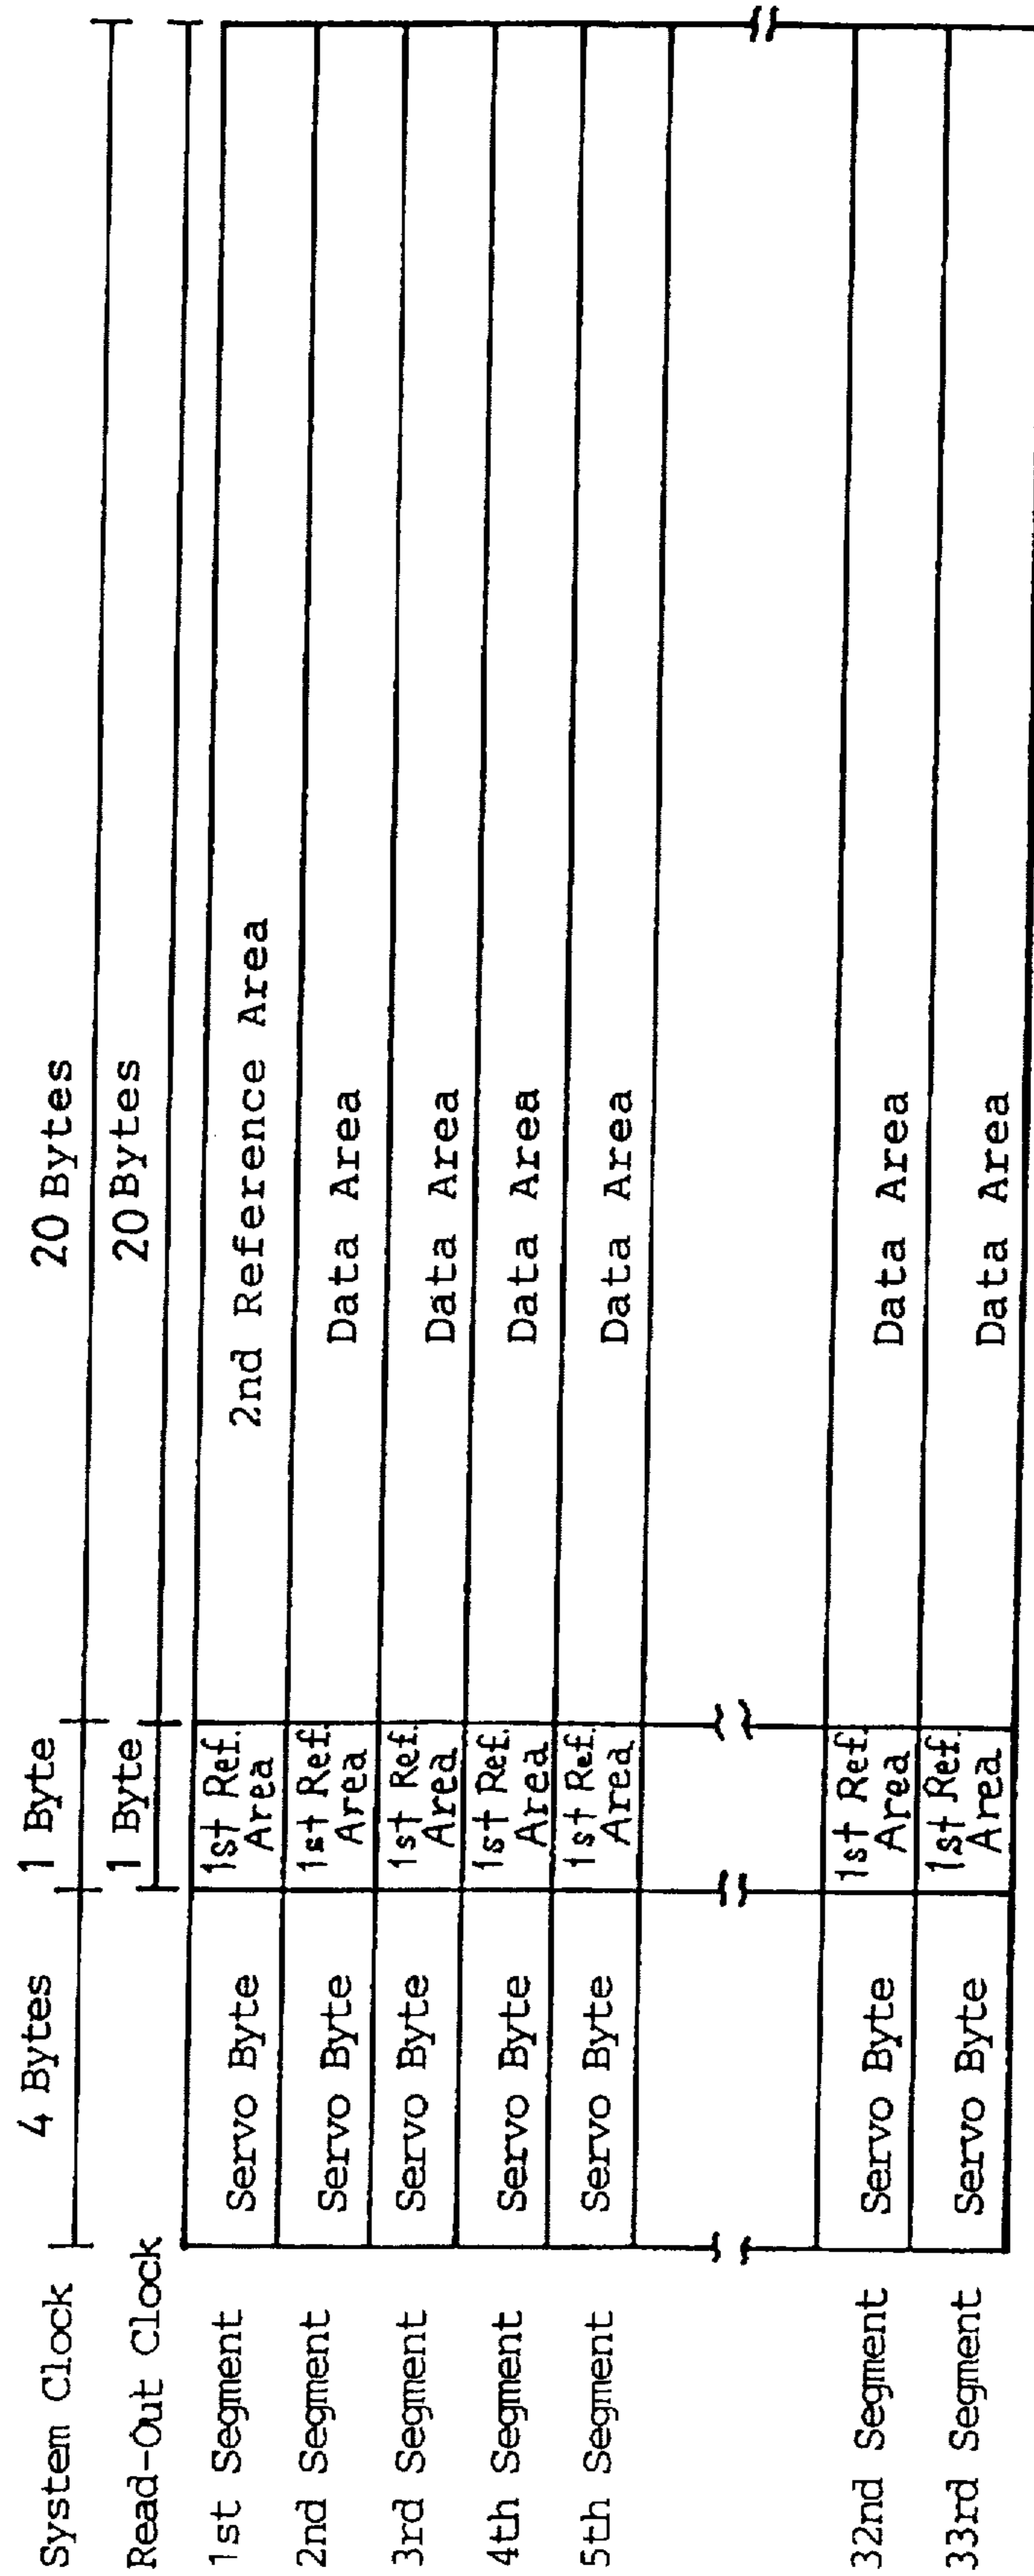 System Clock 4 Bytes 1 Byte 20 Bytes
Read-Out Clock 1 Byte 20 Bytes
1st Segment Servo Byte 1st Ref. Area 2nd Reference Area
2nd Segment Servo Byte 1st Ref. Area Data Area
3rd Segment Servo Byte 1st Ref. Area Data Area
4th Segment Servo Byte 1st Ref. Area Data Area
5th Segment Servo Byte 1st Ref. Area Data Area
32nd Segment Servo Byte 1st Ref. Area Data Area
33rd Segment Servo Byte 1st Ref. Area Data Area